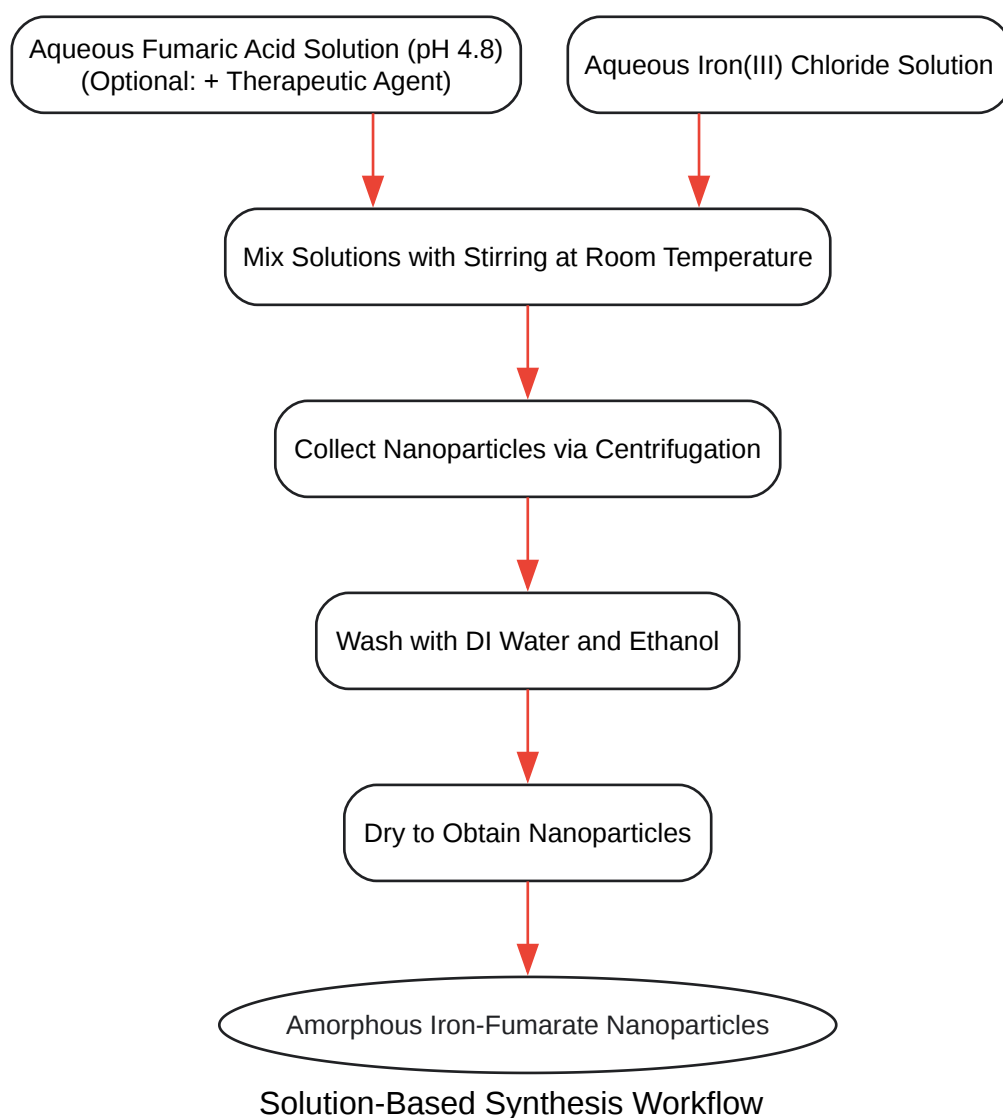 Aqueous Fumaric Acid Solution (pH 4.8)
(Optional: + Therapeutic Agent)
Aqueous Iron(III) Chloride Solution
Mix Solutions with Stirring at Room Temperature
Collect Nanoparticles via Centrifugation
Wash with DI Water and Ethanol
Dry to Obtain Nanoparticles
Amorphous Iron-Fumarate Nanoparticles
Solution-Based Synthesis Workflow